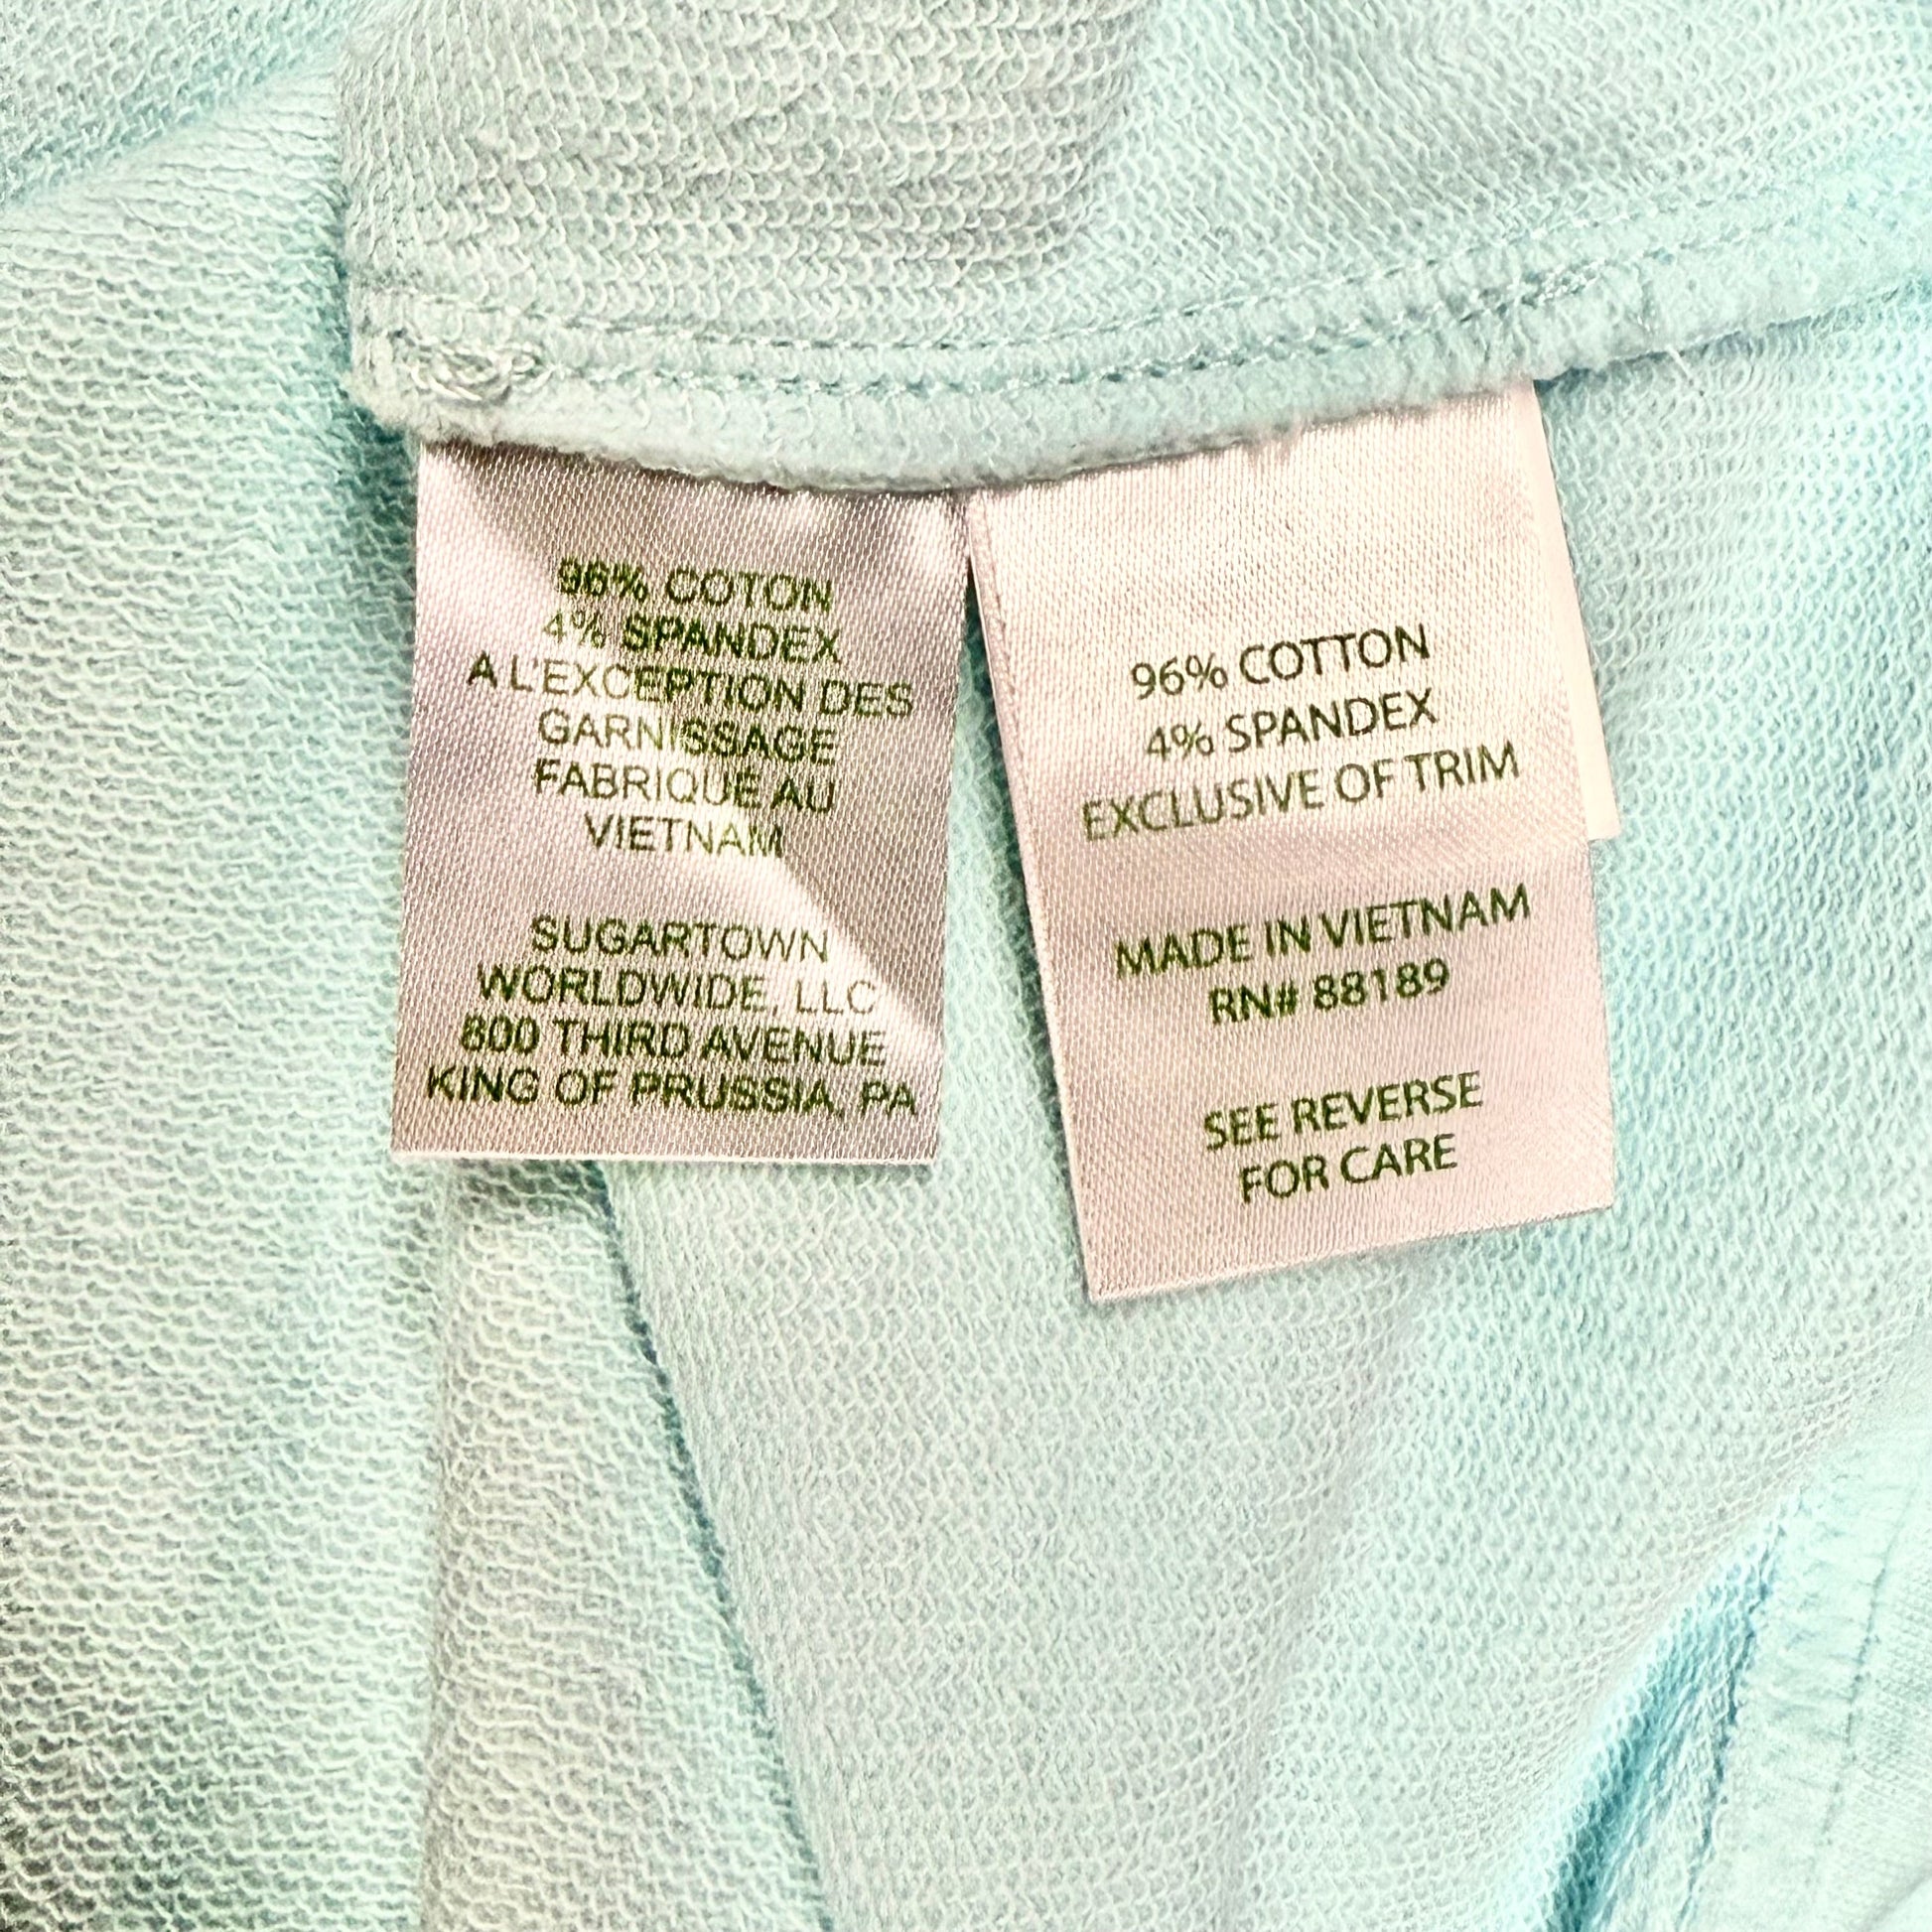 96% COTON
4% SPANDEX
A L'EXCEPTION DES
GARNISSAGE
FABRIQUÉ AU
VIETNAM
SUGARTOWN
WORLDWIDE, LLC
800 THIRD AVENUE
KING OF PRUSSIA, PA
96% COTTON
4% SPANDEX
EXCLUSIVE OF TRIM
MADE IN VIETNAM
RN# 88189
SEE REVERSE
FOR CARE